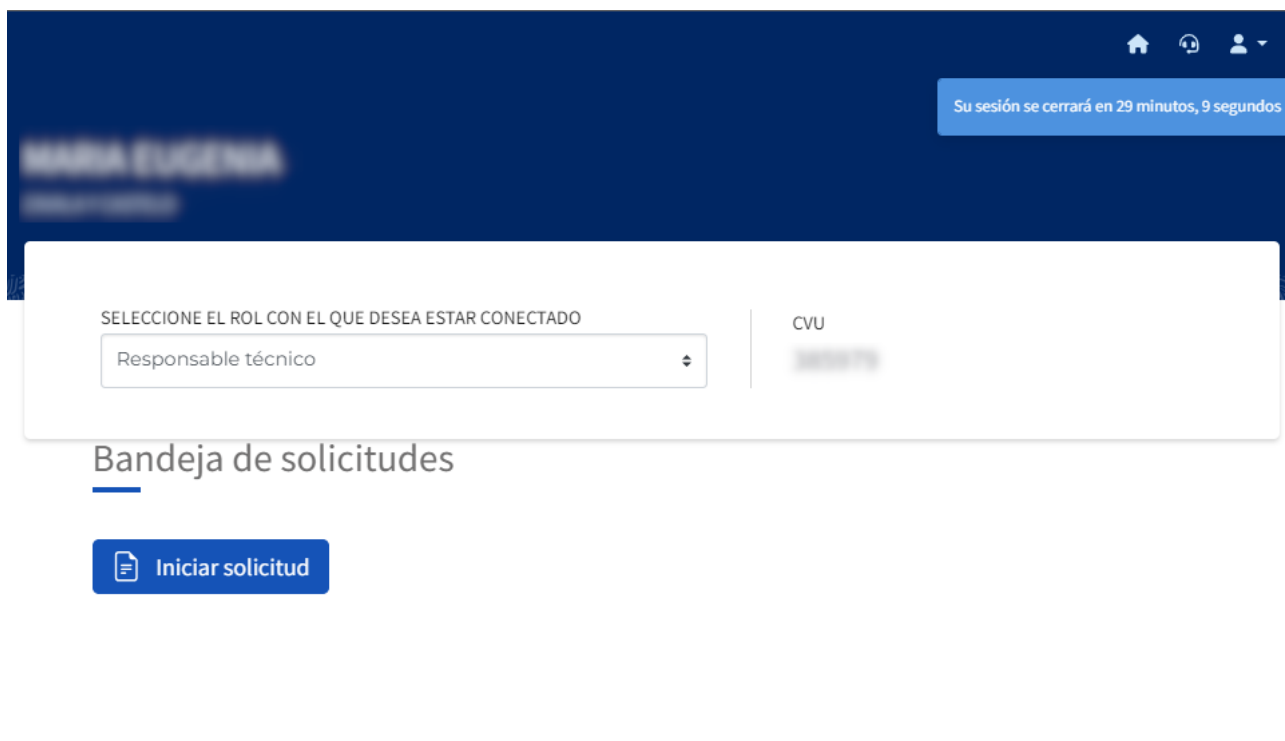 Su sesión se cerrará en 29 minutos, 9 segundos
SELECCIONE EL ROL CON EL QUE DESEA ESTAR CONECTADO
Responsable técnico
CVU
Bandeja de solicitudes
Iniciar solicitud